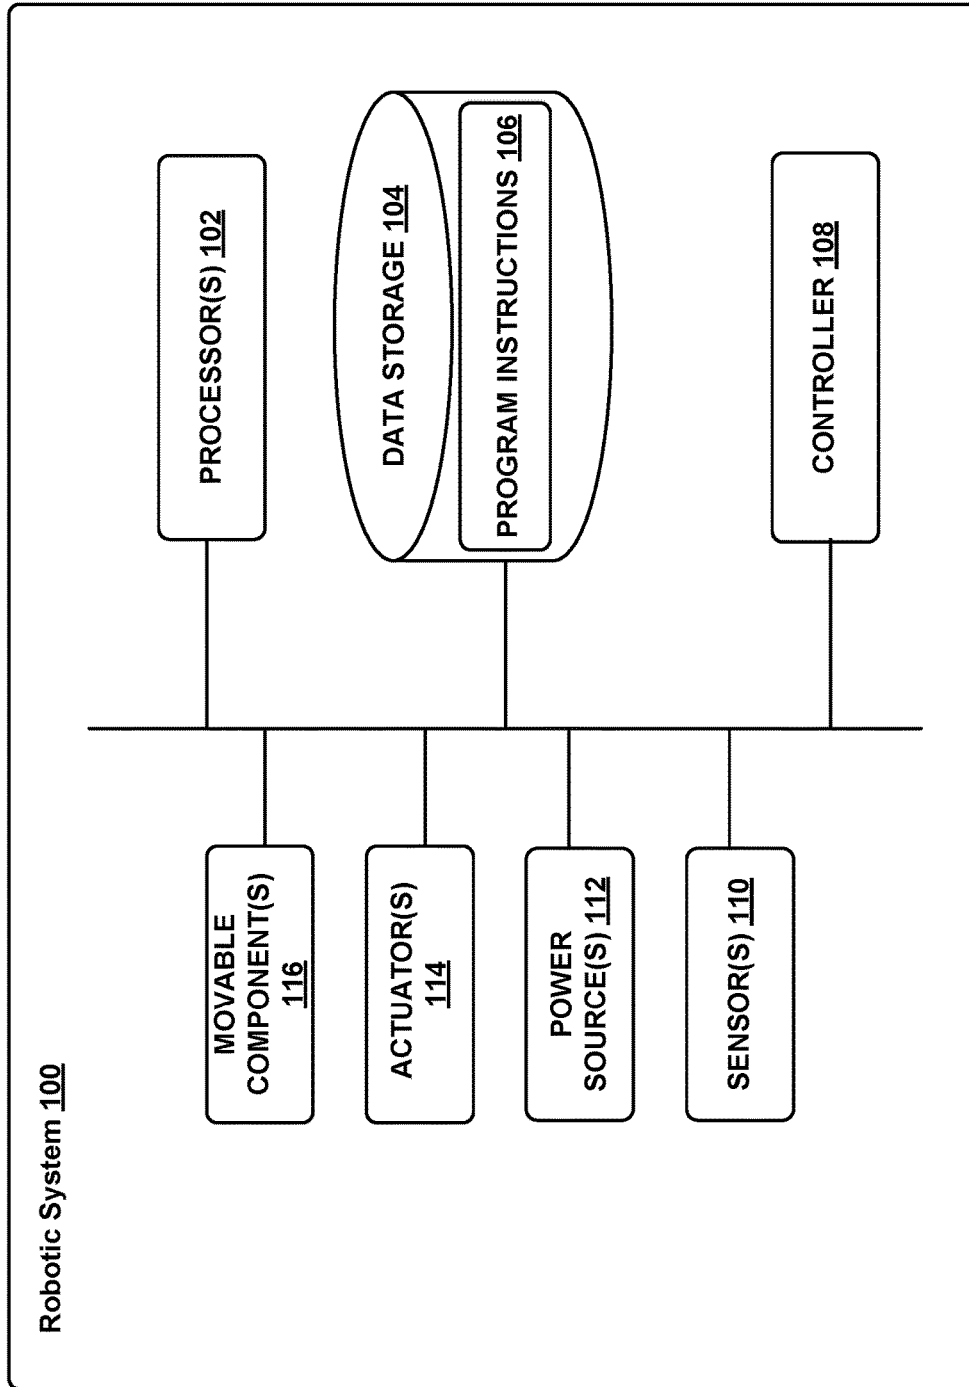 Robotic System 100
MOVABLE
COMPONENT(S)
116
ACTUATOR(S)
114
POWER
SOURCE(S) 112
SENSOR(S) 110
PROCESSOR(S) 102
DATA STORAGE 104
PROGRAM INSTRUCTIONS 106
CONTROLLER 108